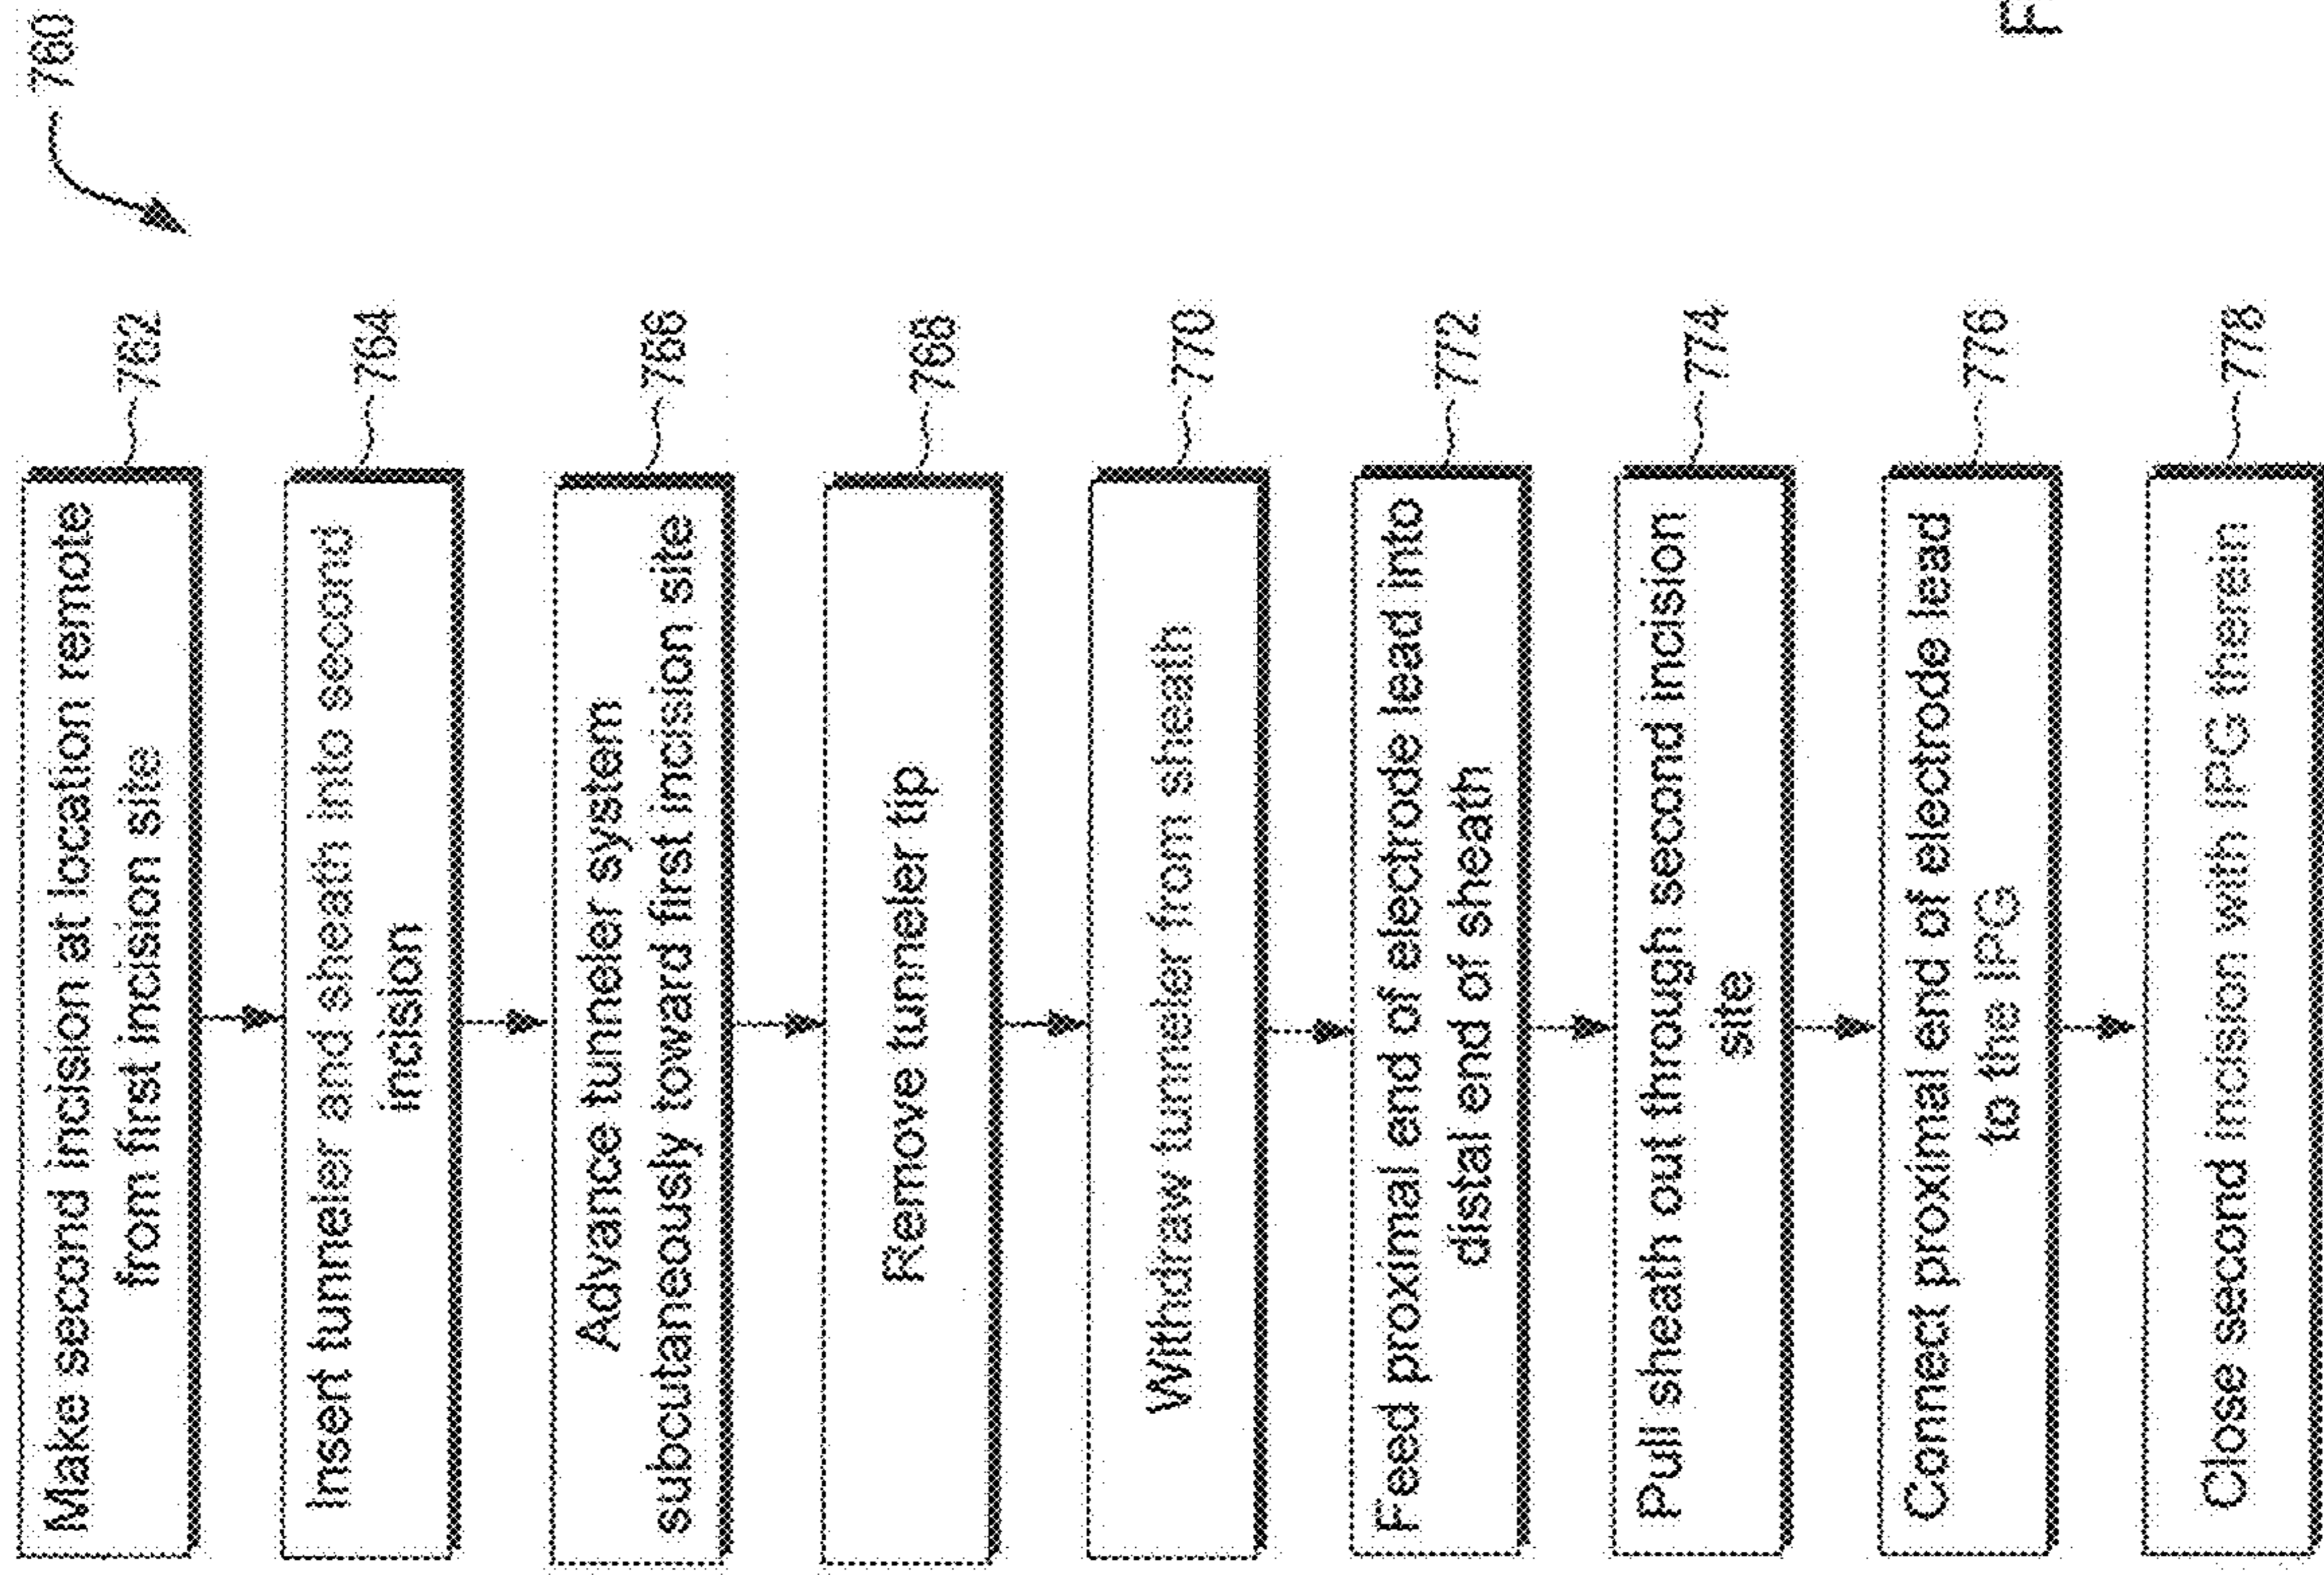 760
Make second incision at location remote
from first incision site
762
Insert tunneler and sheath into second
incision
764
Advance tunneler system
subcutaneously toward first incision site
766
Remove tunneler tip
768
Withdraw tunneler from sheath
770
Feed proximal end of electrode lead into
distal end of sheath
772
Pull sheath out through second incision
site
774
Connect proximal end of electrode lead
to the IPG
776
Close second incision with IPG therein
778